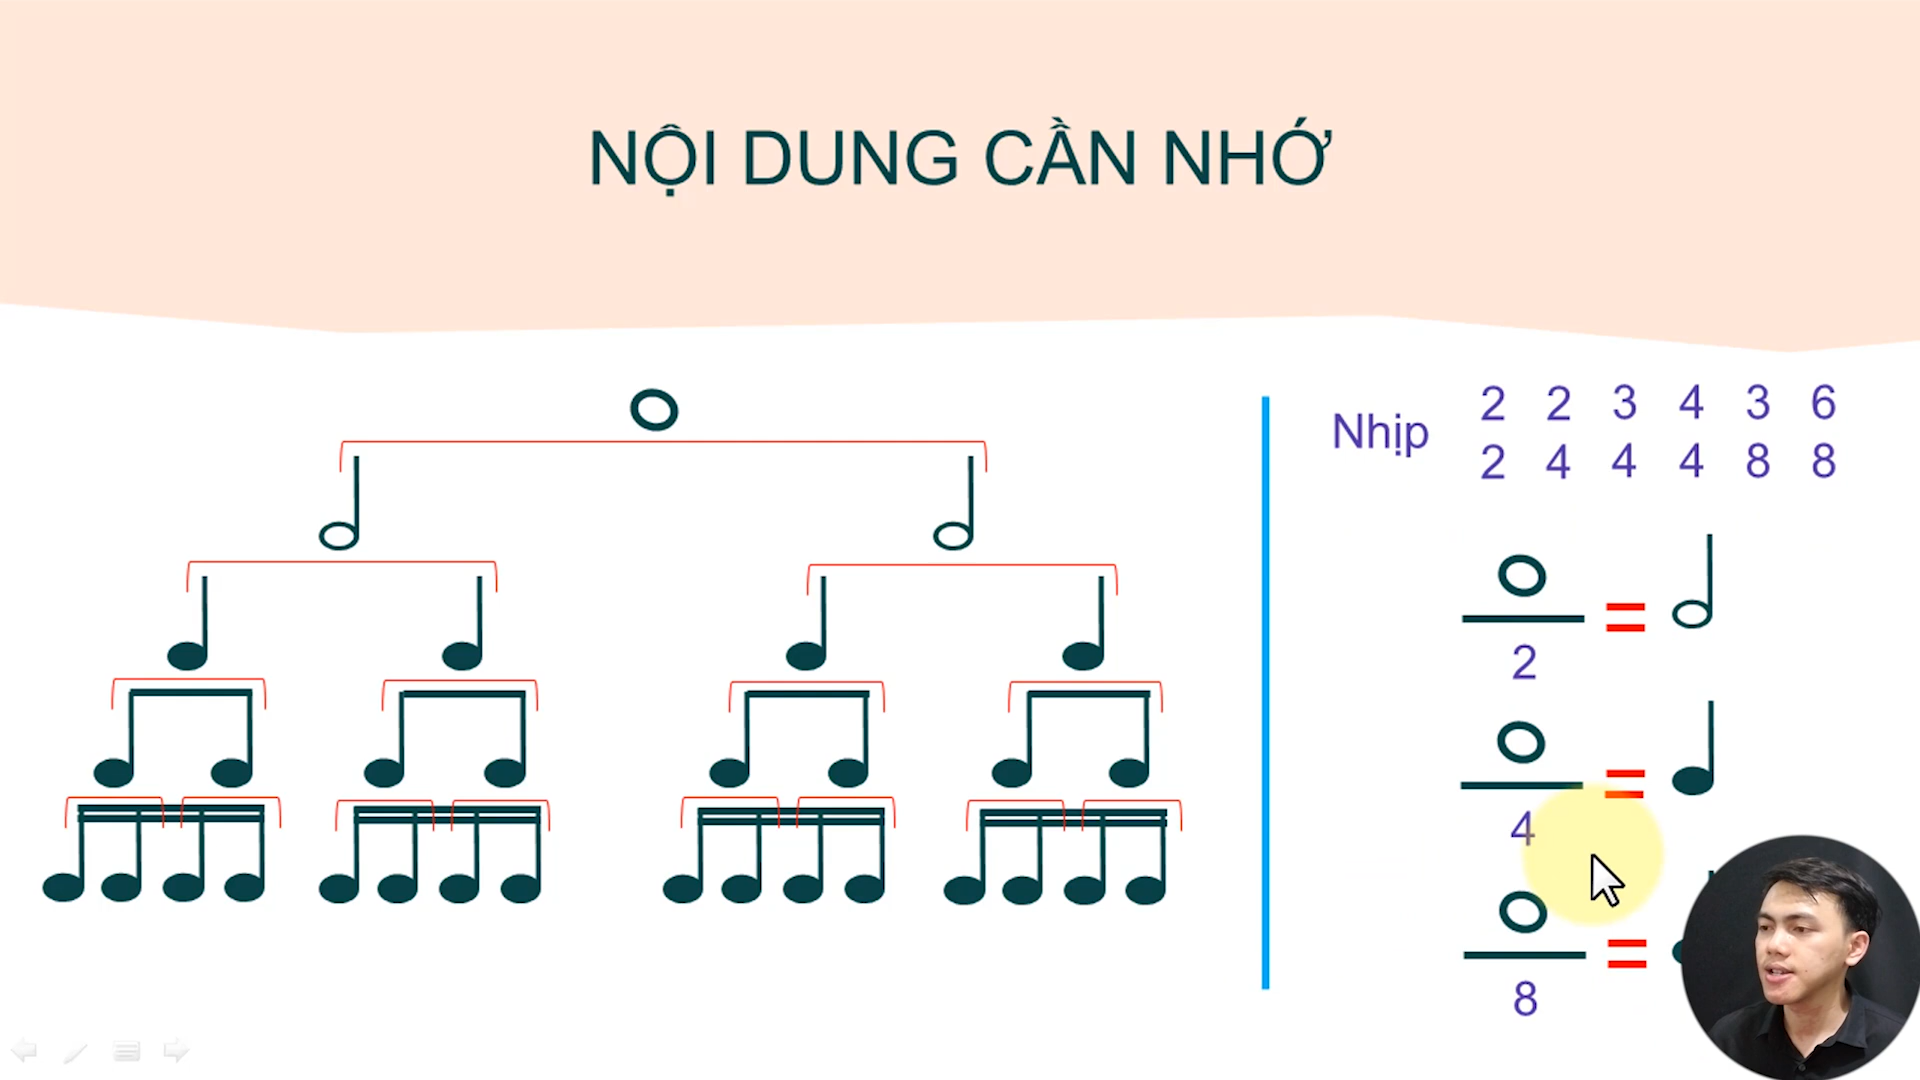 NỘI DUNG CẦN NHỚ
Nhịp
2 2 3 4 3 6
2 4 4 4 8 8
2
4
8